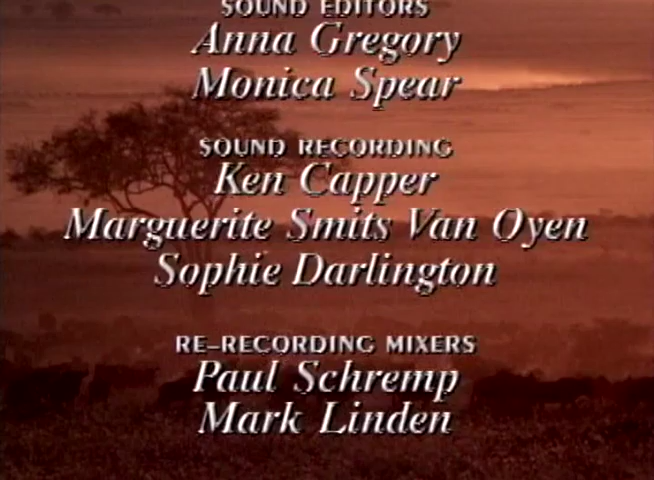 SOUND EDITORS
Anna Gregory
Monica Spear
SOUND RECORDING
Ken Capper
Marguerite Smits Van Oyen
Sophie Darlington
RE-RECORDING MIXERS
Paul Schremp
Mark Linden